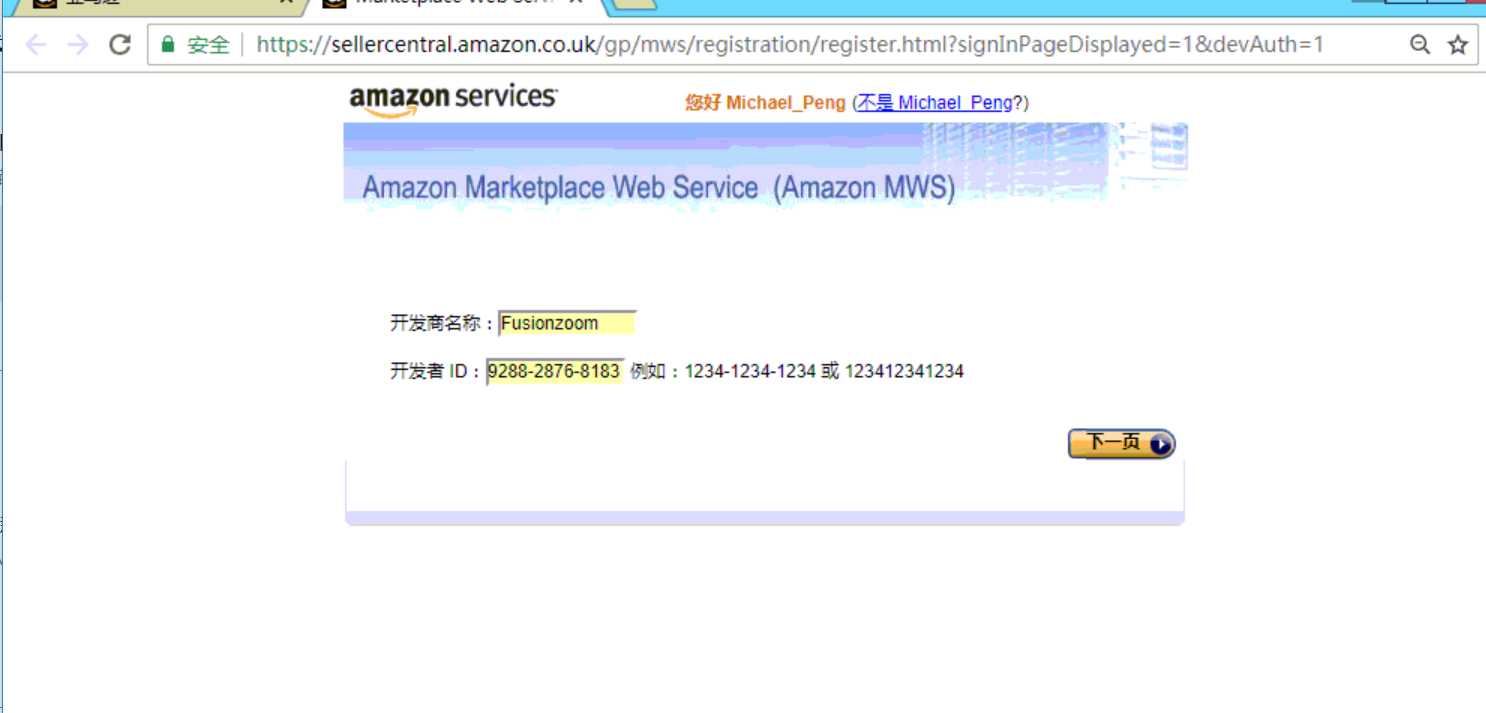 Marketplace Web Serv
安全
https://sellercentral.amazon.co.uk/gp/mws/registration/register.html?signInPageDisplayed=1&devAuth=1
amazon services
您好 Michael_Peng (不是 Michael_Peng?)
Amazon Marketplace Web Service (Amazon MWS)
开发商名称：Fusionzoom
开发者 ID：9288-2876-8183 例如：1234-1234-1234 或 123412341234
下一页